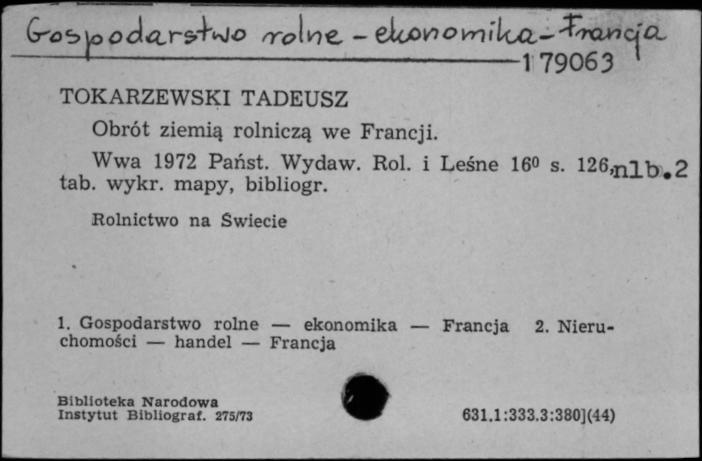 Gospodarstwo rolne - ekonomika - Francja
179063
TOKARZEWSKI TADEUSZ
Obrót ziemią rolniczą we Francji.
Wwa 1972 Państ. Wydaw. Rol. i Leśne 16⁰ s. 126,nlb.2
tab. wykr. mapy, bibliogr.
Rolnictwo na Świecie
1. Gospodarstwo rolne — ekonomika — Francja 2. Nieru-
chomości — handel — Francja
Biblioteka Narodowa
Instytut Bibliograf. 275/73
631.1:333.3:380](44)